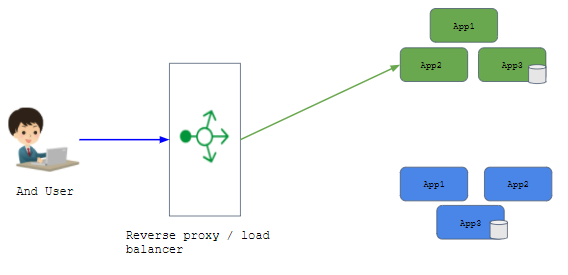 App1
App2
App3
And User
Reverse proxy / load
balancer
App1
App2
App3